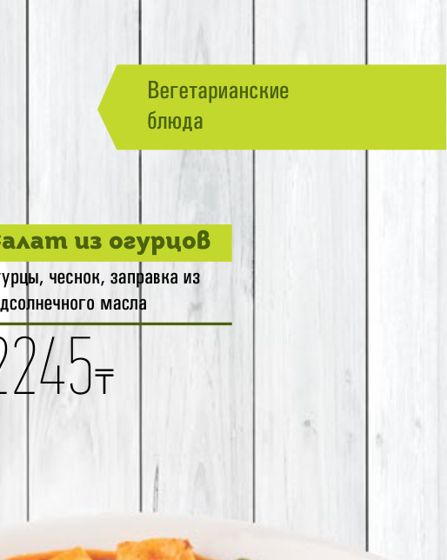 Вегетарианские
блюда
алат из огурцов
урцы, чеснок, заправка из
дсолнечного масла
2245₸